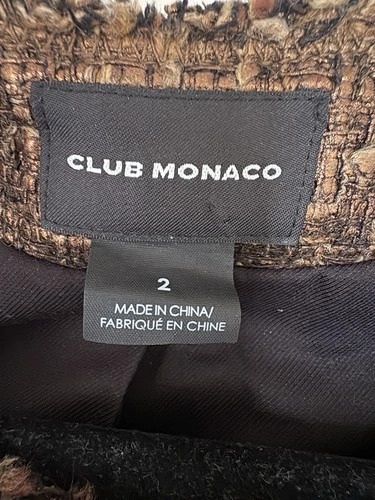 CLUB MONACO
2
MADE IN CHINA/
FABRIQUÉ EN CHINE